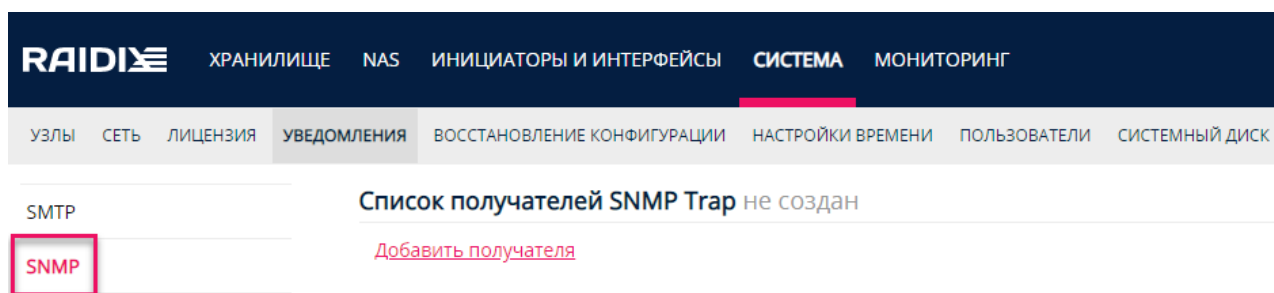 RAIDIX ХРАНИЛИЩЕ NAS ИНИЦИАТОРЫ И ИНТЕРФЕЙСЫ СИСТЕМА МОНИТОРИНГ
УЗЛЫ СЕТЬ ЛИЦЕНЗИЯ УВЕДОМЛЕНИЯ ВОССТАНОВЛЕНИЕ КОНФИГУРАЦИИ НАСТРОЙКИ ВРЕМЕНИ ПОЛЬЗОВАТЕЛИ СИСТЕМНЫЙ ДИСК
SMTP
SNMP
Список получателей SNMP Trap не создан
Добавить получателя